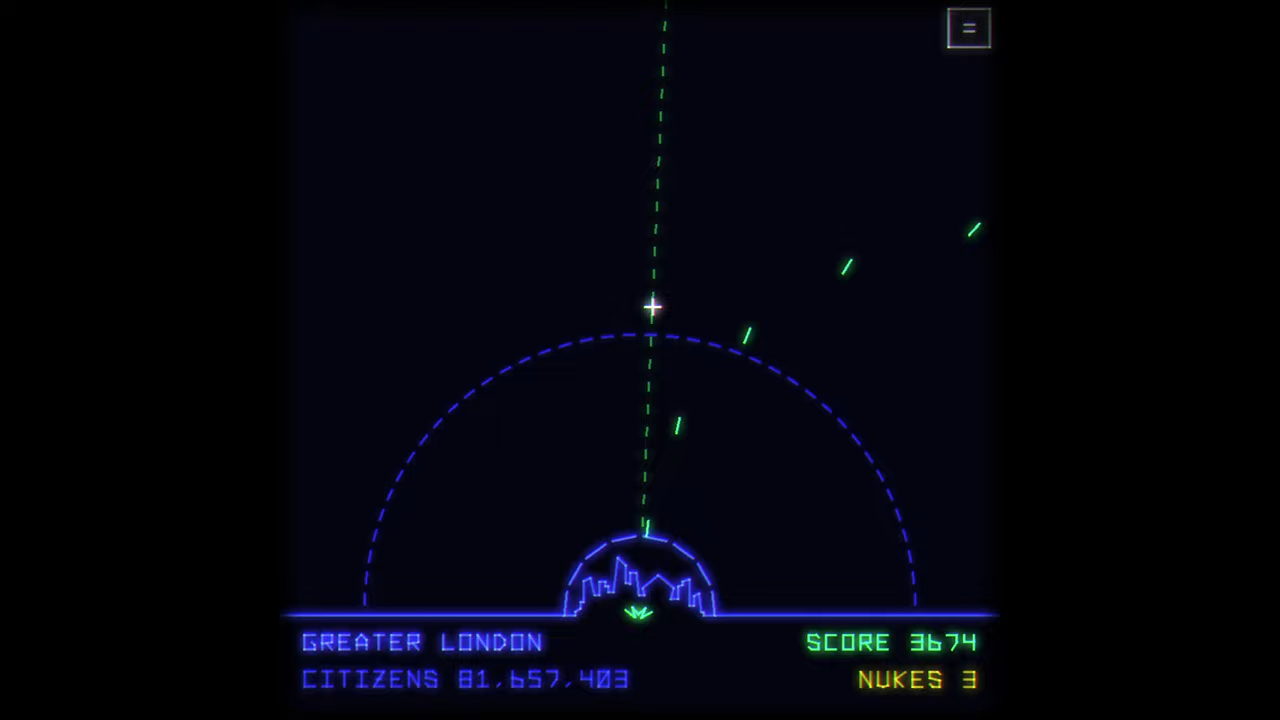 GREATER LONDON
SCORE 3674
CITIZENS 81,657,403
NUKES 3